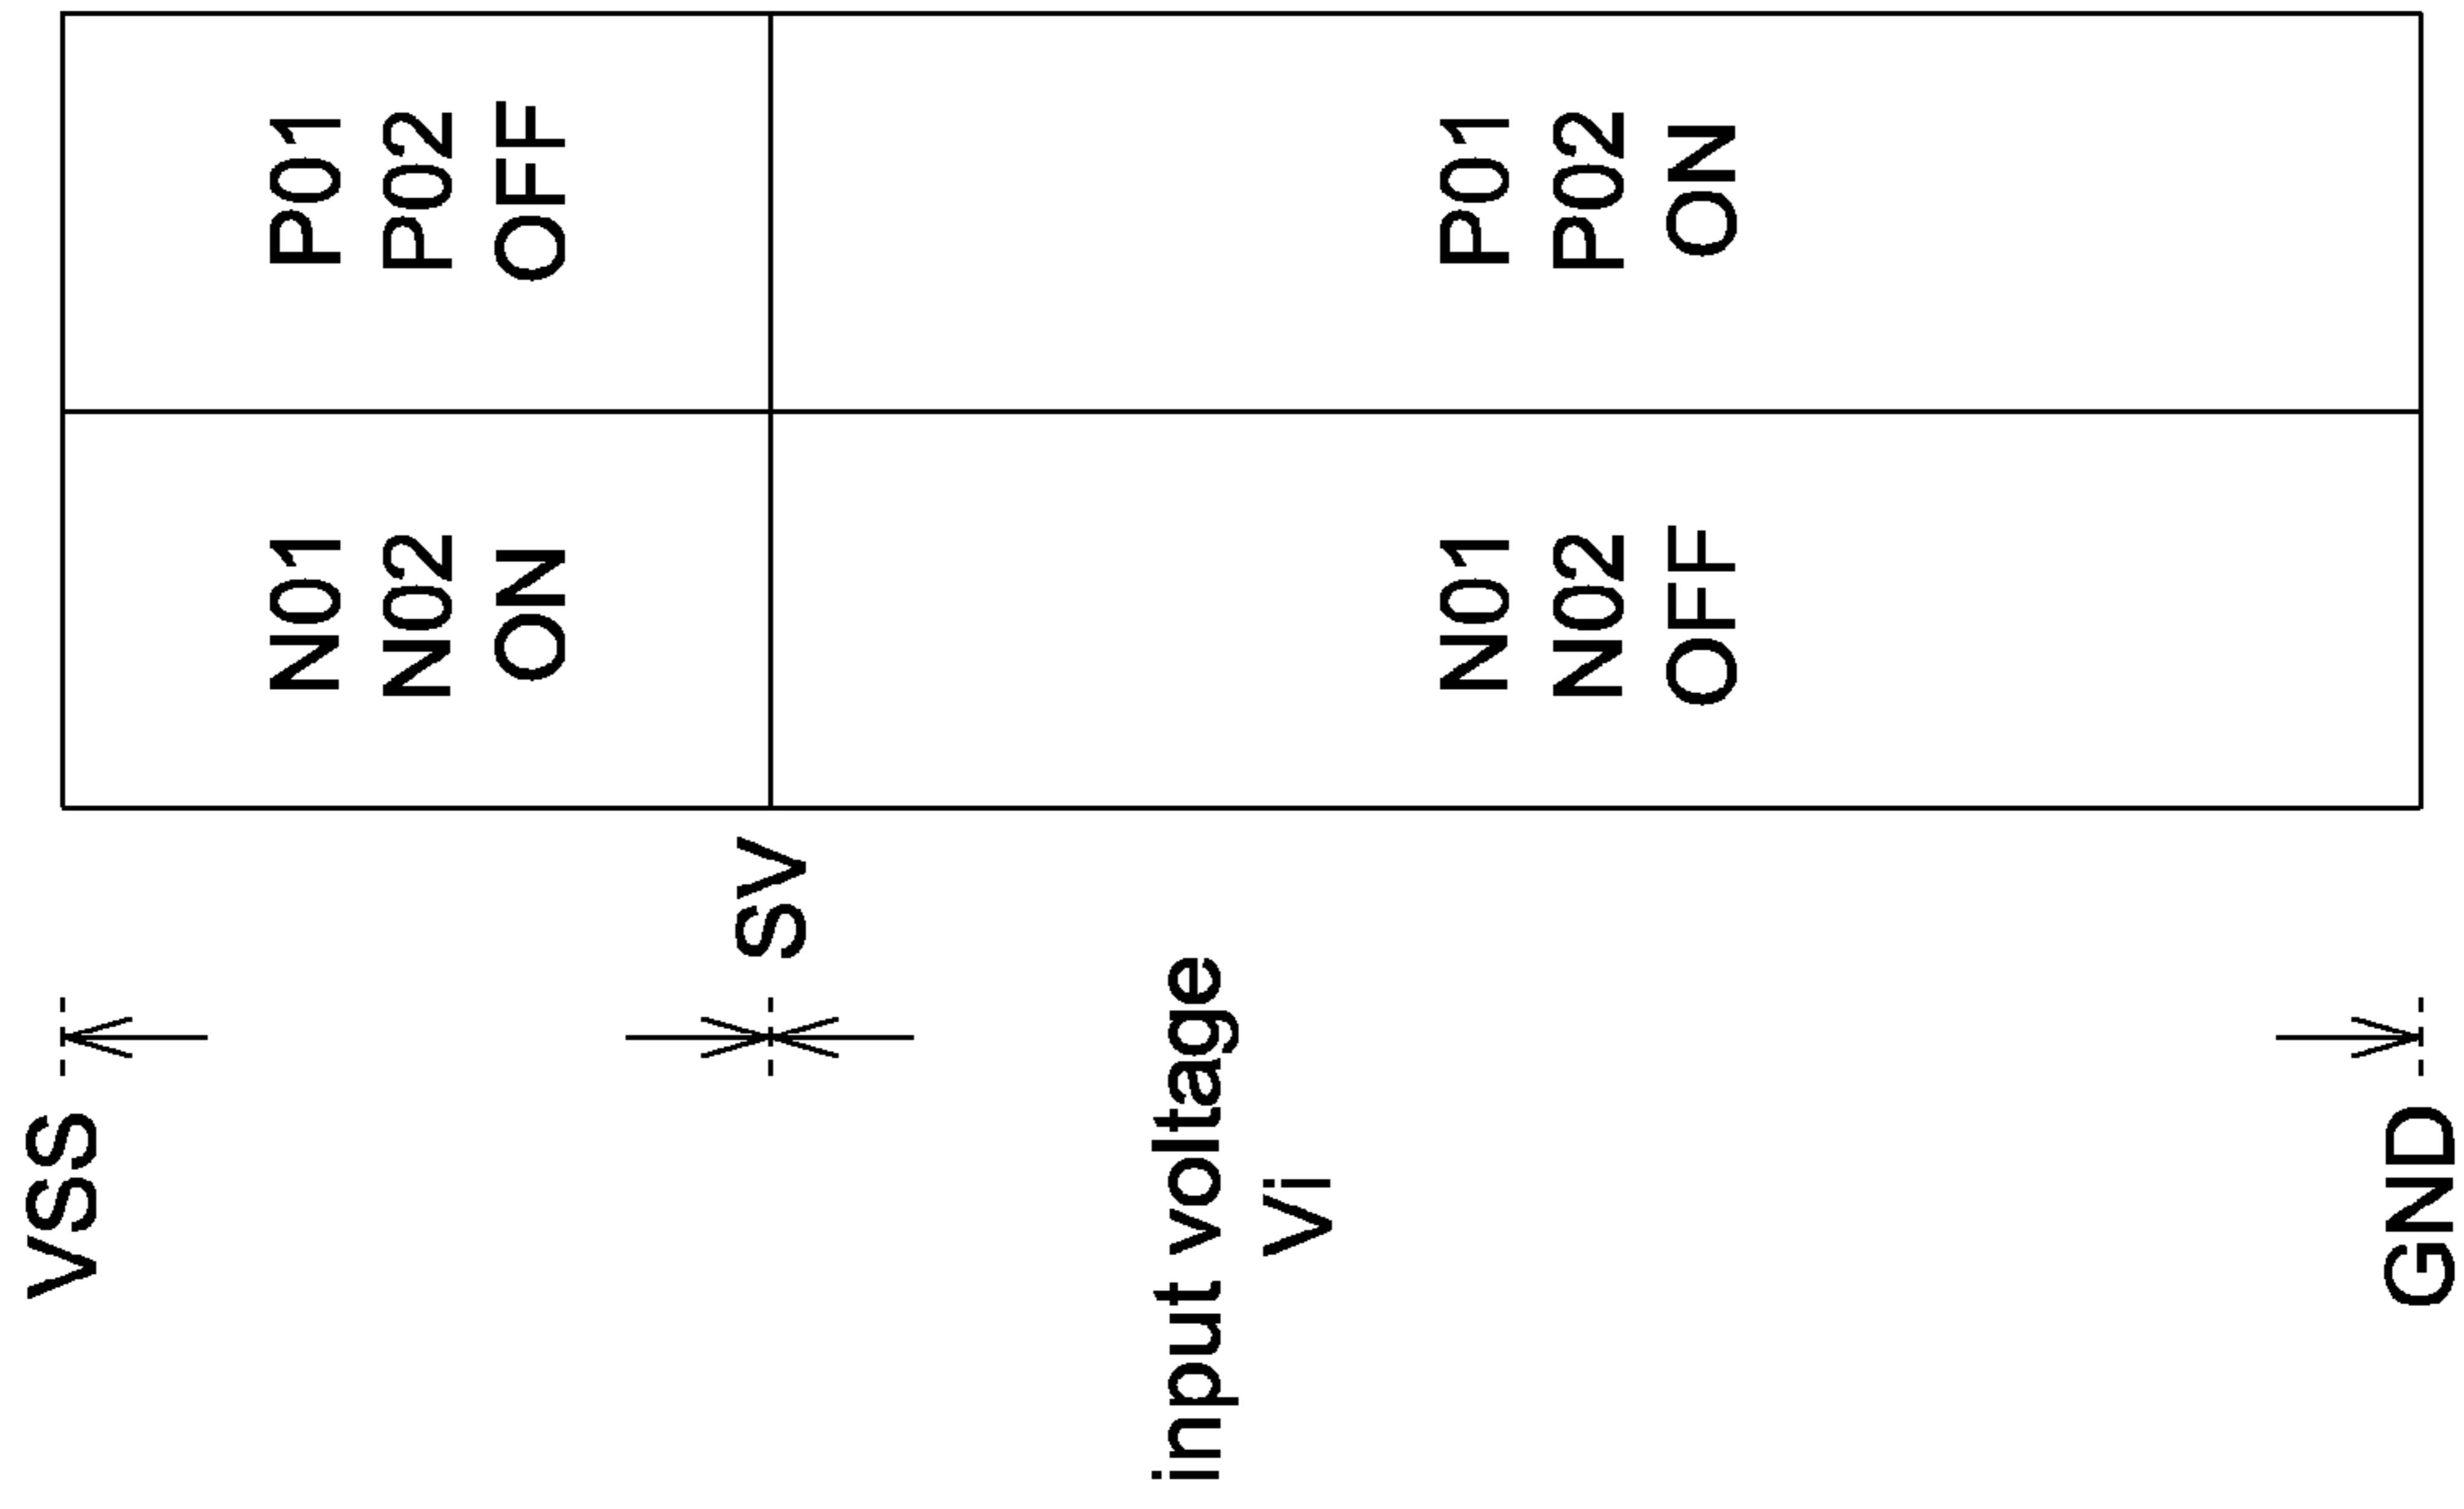 VSS
N01
N02
ON
P01
P02
OFF
SV
input voltage
Vi
N01
N02
OFF
P01
P02
ON
GND